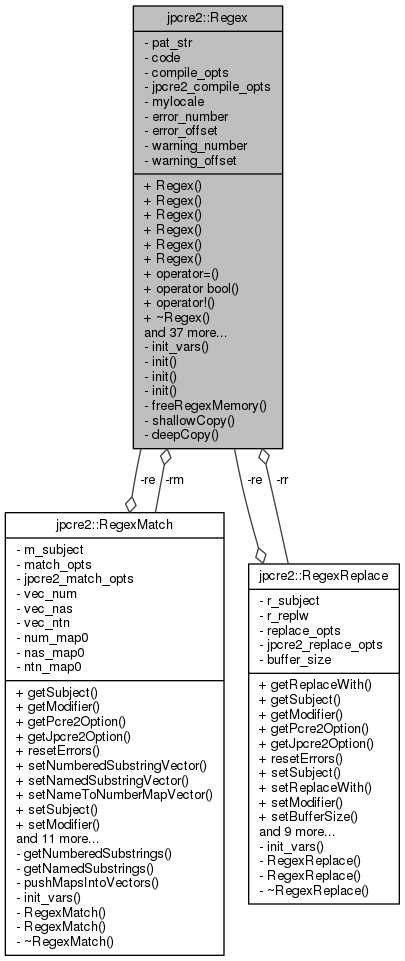 jpcre2::Regex
- pat_str
- code
- compile_opts
- jpcre2_compile_opts
- mylocale
- error_number
- error_offset
- warning_number
- warning_offset
+ Regex()
+ Regex()
+ Regex()
+ Regex()
+ Regex()
+ Regex()
+ operator=()
+ operator bool()
+ operator!()
+ ~Regex()
and 37 more...
- init_vars()
- init()
- init()
- init()
- freeRegexMemory()
- shallowCopy()
- deepCopy()
-re
-rm
-re
-rr
jpcre2::RegexMatch
- m_subject
- match_opts
- jpcre2_match_opts
- vec_num
- vec_nas
- vec_ntn
- num_map0
- nas_map0
- ntn_map0
+ getSubject()
+ getModifier()
+ getPcre2Option()
+ getJpcre2Option()
+ resetErrors()
+ setNumberedSubstringVector()
+ setNamedSubstringVector()
+ setNameToNumberMapVector()
+ setSubject()
+ setModifier()
and 11 more...
- getNumberedSubstrings()
- getNamedSubstrings()
- pushMapsIntoVectors()
- init_vars()
- RegexMatch()
- RegexMatch()
- ~RegexMatch()
jpcre2::RegexReplace
- r_subject
- r_replw
- replace_opts
- jpcre2_replace_opts
- buffer_size
+ getReplaceWith()
+ getSubject()
+ getModifier()
+ getPcre2Option()
+ getJpcre2Option()
+ resetErrors()
+ setSubject()
+ setReplaceWith()
+ setModifier()
+ setBufferSize()
and 9 more...
- init_vars()
- RegexReplace()
- RegexReplace()
- ~RegexReplace()